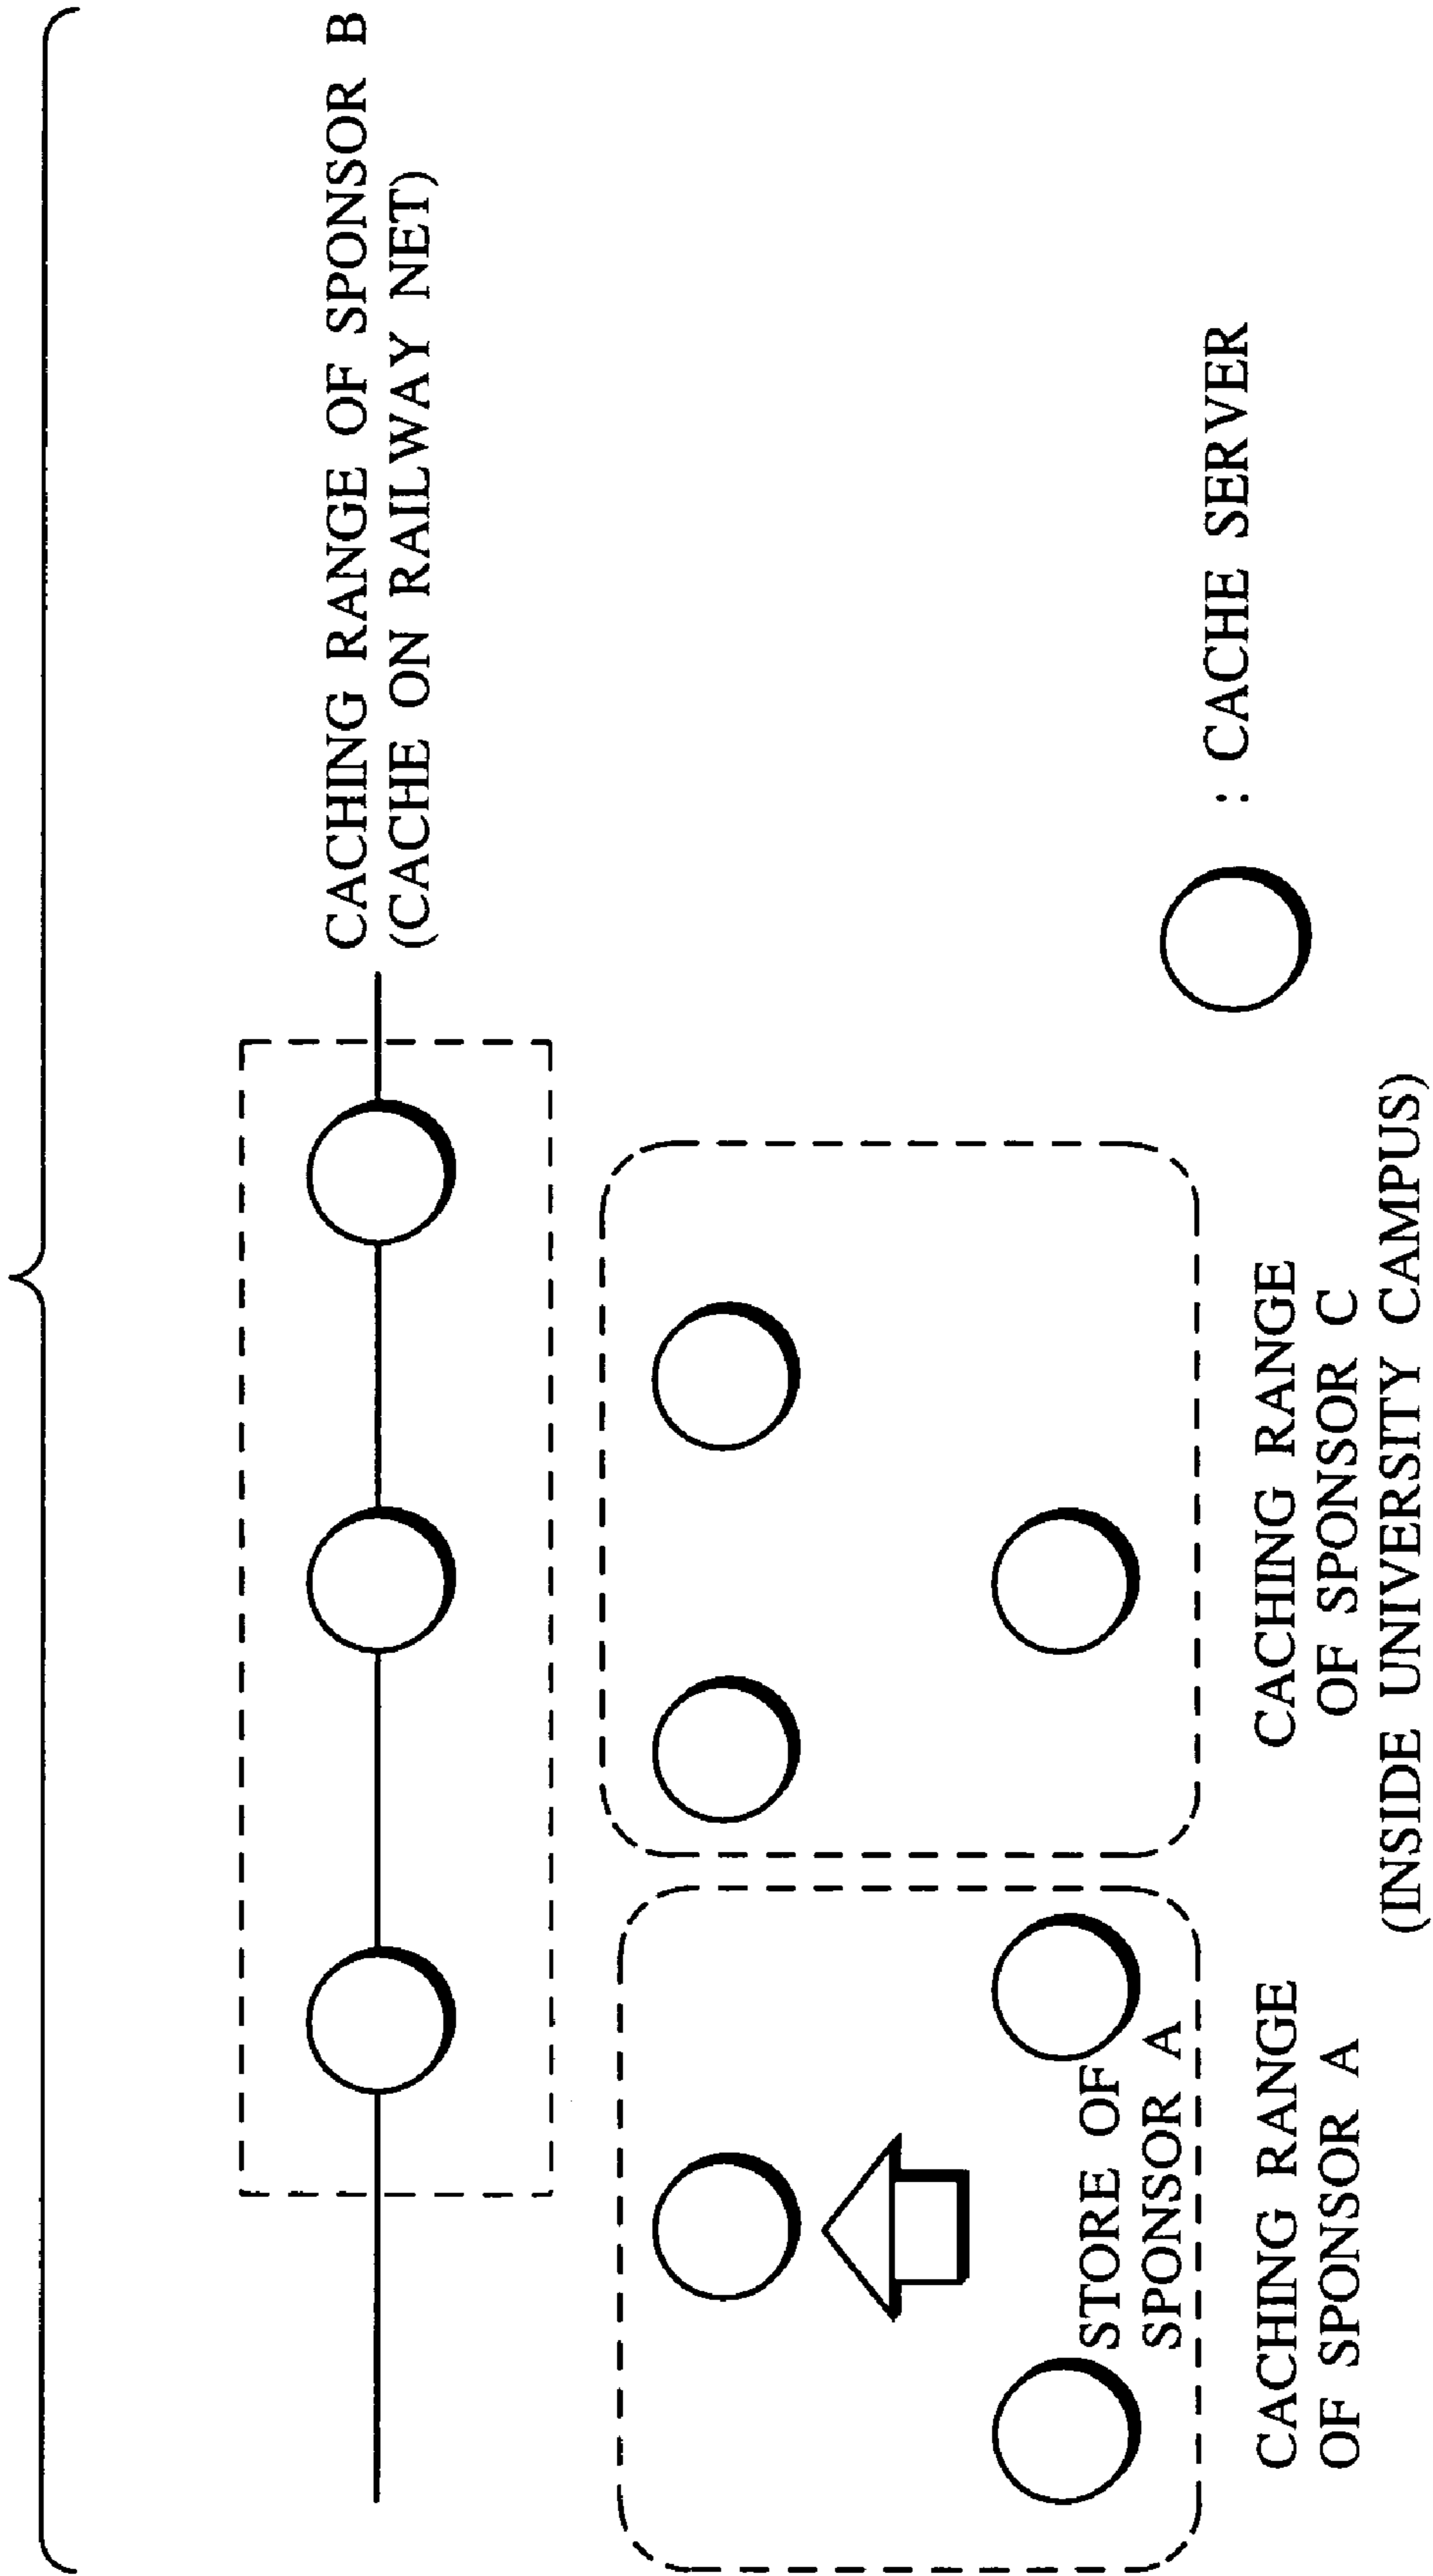 CACHING RANGE OF SPONSOR B
(CACHE ON RAILWAY NET)
STORE OF
SPONSOR A
CACHING RANGE
OF SPONSOR A
CACHING RANGE
OF SPONSOR C
(INSIDE UNIVERSITY CAMPUS)
: CACHE SERVER